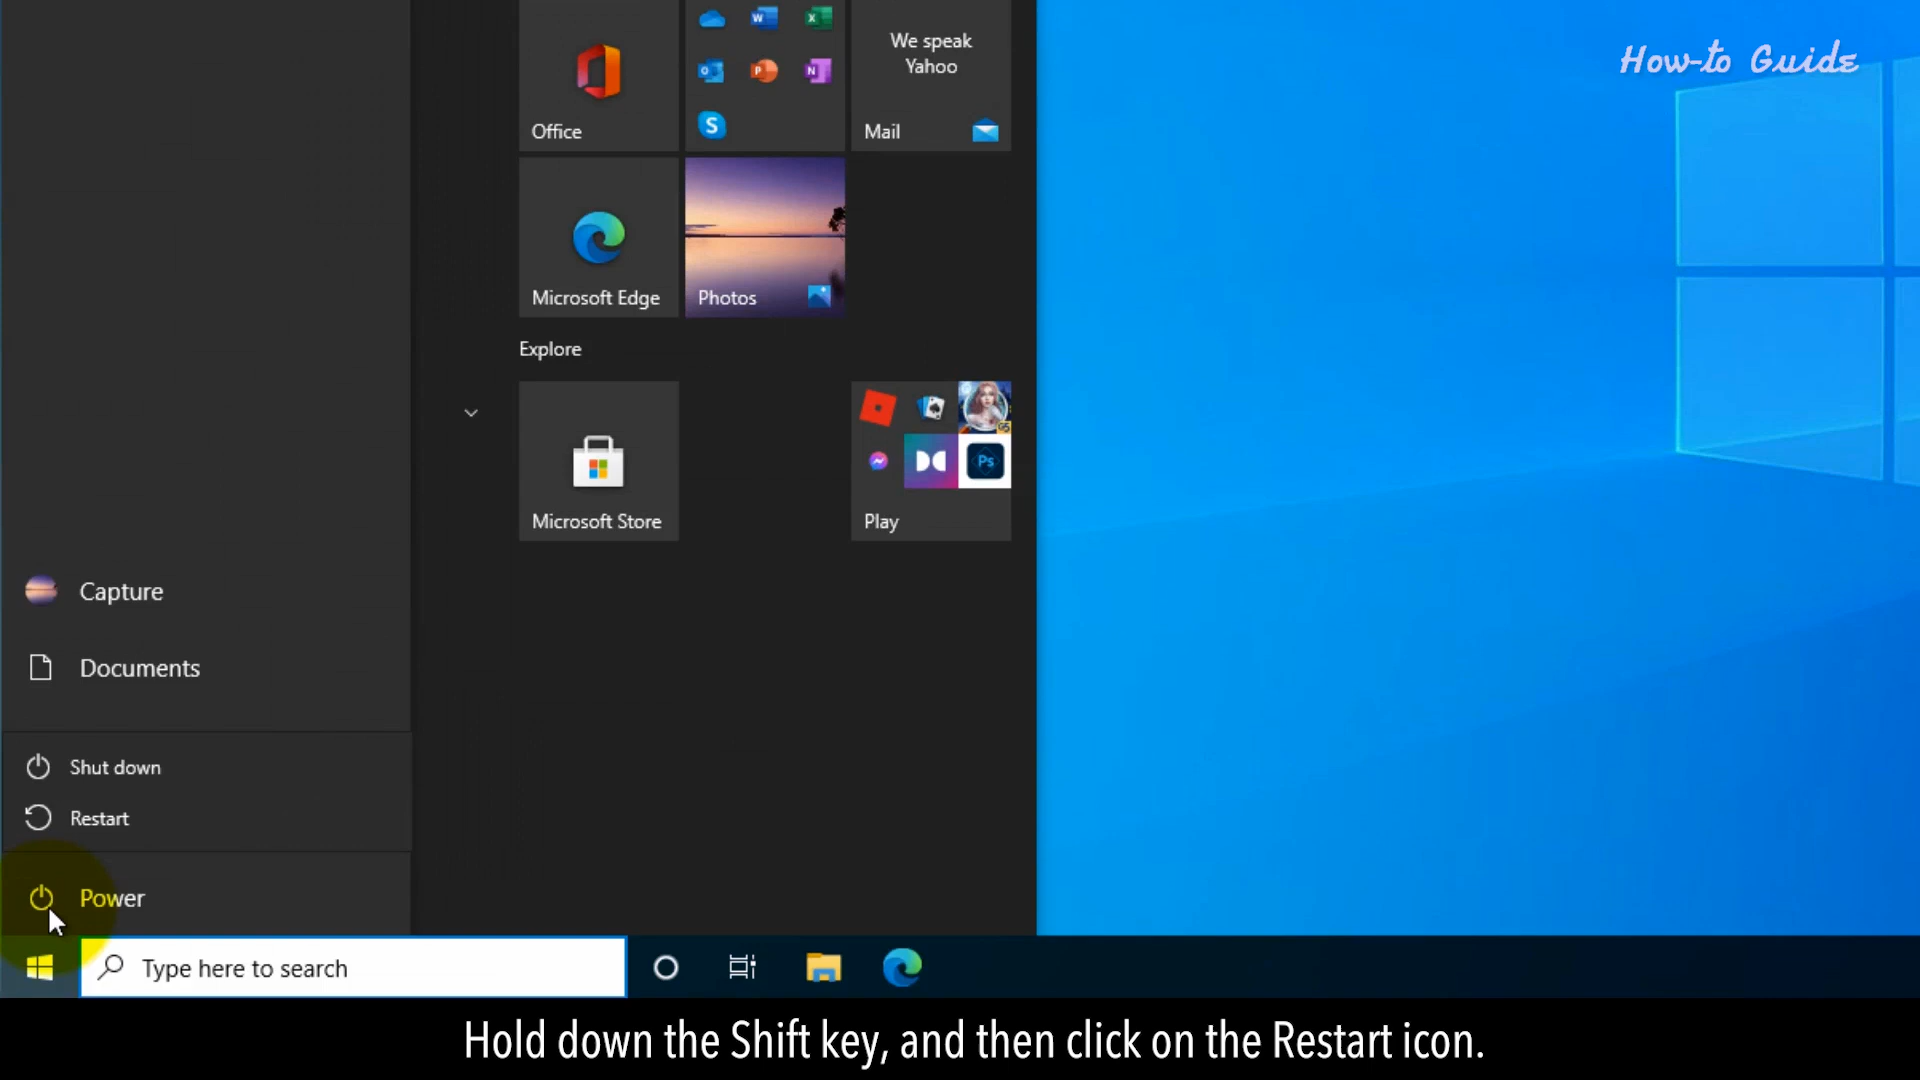 How-to Guide
We speak
Yahoo
Office
Mail
Microsoft Edge
Photos
Explore
Microsoft Store
Play
Capture
Documents
Shut down
Restart
Power
Type here to search
Hold down the Shift key, and then click on the Restart icon.